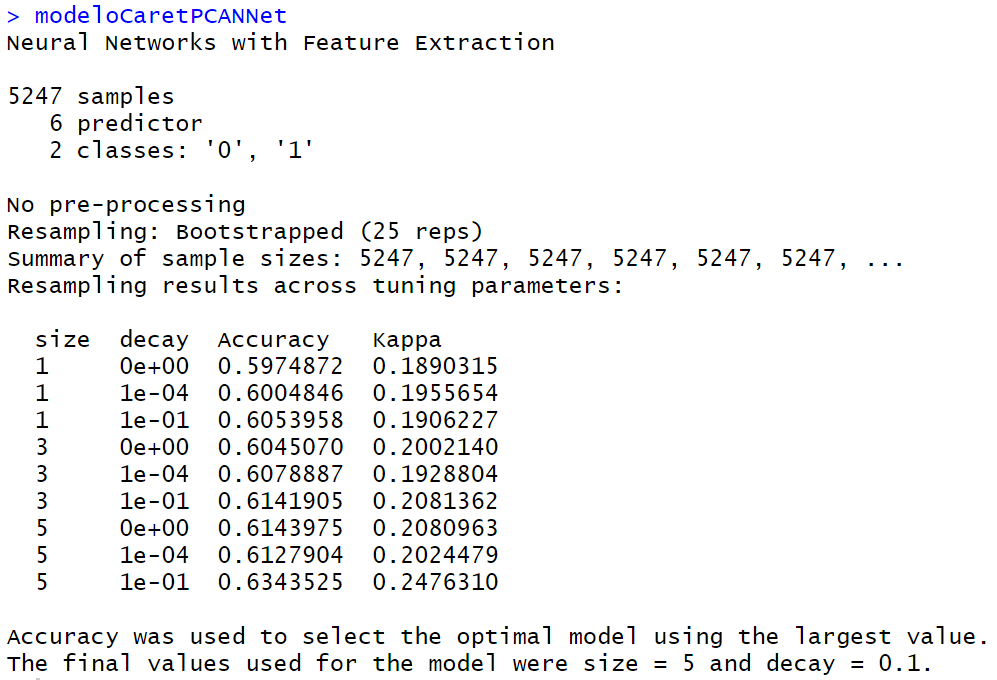 > modeloCaretPCANNet
Neural Networks with Feature Extraction
5247 samples
6 predictor
2 classes: '0', '1'
No pre-processing
Resampling: Bootstrapped (25 reps)
Summary of sample sizes: 5247, 5247, 5247, 5247, 5247, 5247, ...
Resampling results across tuning parameters:
size decay Accuracy Kappa
1 0e+00 0.5974872 0.1890315
1 1e-04 0.6004846 0.1955654
1 1e-01 0.6053958 0.1906227
3 0e+00 0.6045070 0.2002140
3 1e-04 0.6078887 0.1928804
3 1e-01 0.6141905 0.2081362
5 0e+00 0.6143975 0.2080963
5 1e-04 0.6127904 0.2024479
5 1e-01 0.6343525 0.2476310
Accuracy was used to select the optimal model using the largest value.
The final values used for the model were size = 5 and decay = 0.1.